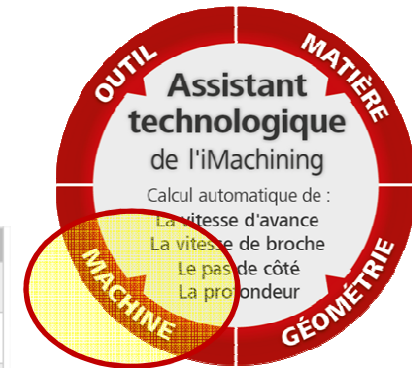 OUTIL
MATIÈRE
Assistant
technologique
de l'iMachining
Calcul automatique de :
La vitesse d'avance
La vitesse de broche
Le pas de côté
La profondeur
MACHINE
GÉOMÉTRIE